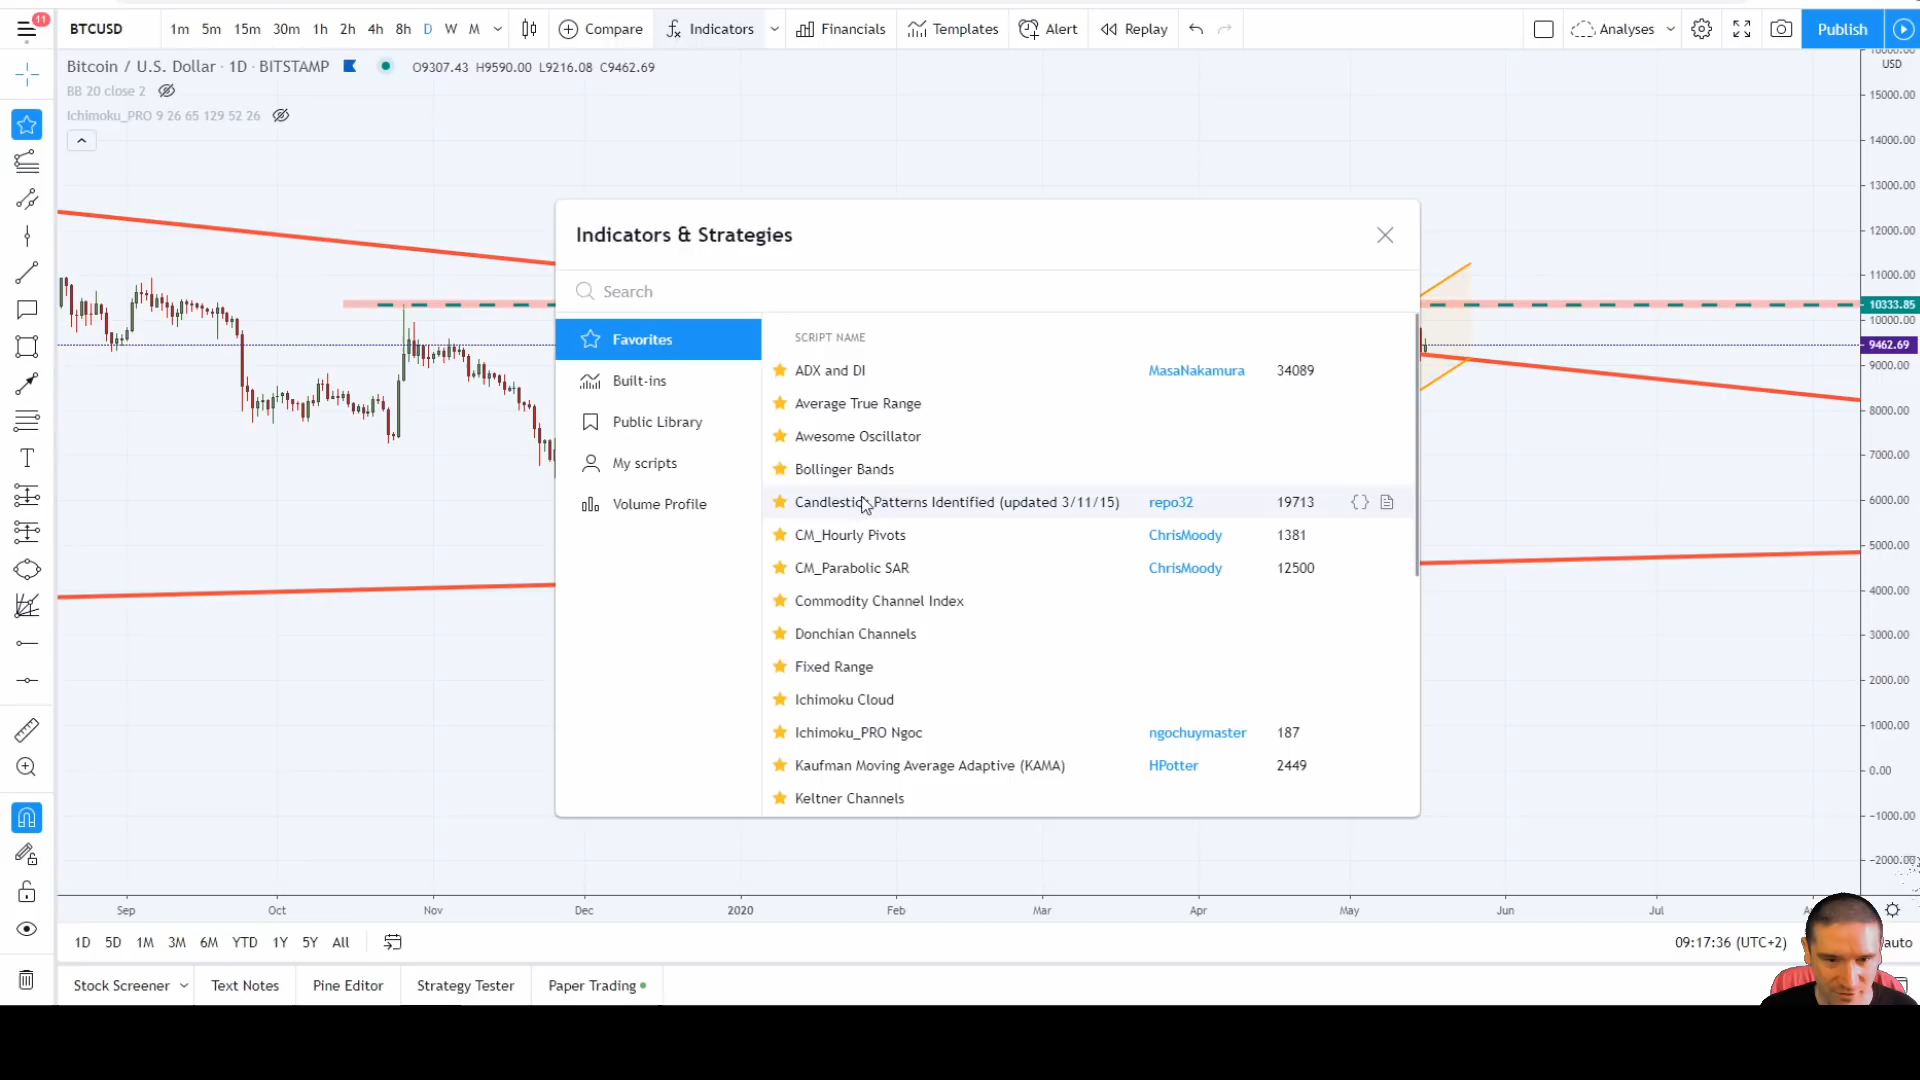 11
BTCUSD 1m 5m 15m 30m 1h 2h 4h 8h D W M Compare Indicators Financials Templates Alert Replay Analyses Publish
Bitcoin / U.S. Dollar · 1D · BITSTAMP O9307.43 H9590.00 L9216.08 C9462.69
BB 20 close 2
Ichimoku_PRO 9 26 65 129 52 26
USD
15000.00
14000.00
13000.00
12000.00
11000.00
10333.85
10000.00
9462.69
9000.00
8000.00
7000.00
6000.00
5000.00
4000.00
3000.00
2000.00
1000.00
0.00
-1000.00
-2000.00
Indicators & Strategies
Search
Favorites
Built-ins
Public Library
My scripts
Volume Profile
SCRIPT NAME
ADX and DI MasaNakamura 34089
Average True Range
Awesome Oscillator
Bollinger Bands
Candlestick Patterns Identified (updated 3/11/15) repo32 19713
CM_Hourly Pivots ChrisMoody 1381
CM_Parabolic SAR ChrisMoody 12500
Commodity Channel Index
Donchian Channels
Fixed Range
Ichimoku Cloud
Ichimoku_PRO Ngoc ngochuymaster 187
Kaufman Moving Average Adaptive (KAMA) HPotter 2449
Keltner Channels
Sep Oct Nov Dec 2020 Feb Mar Apr May Jun Jul
1D 5D 1M 3M 6M YTD 1Y 5Y All 09:17:36 (UTC+2) auto
Stock Screener Text Notes Pine Editor Strategy Tester Paper Trading